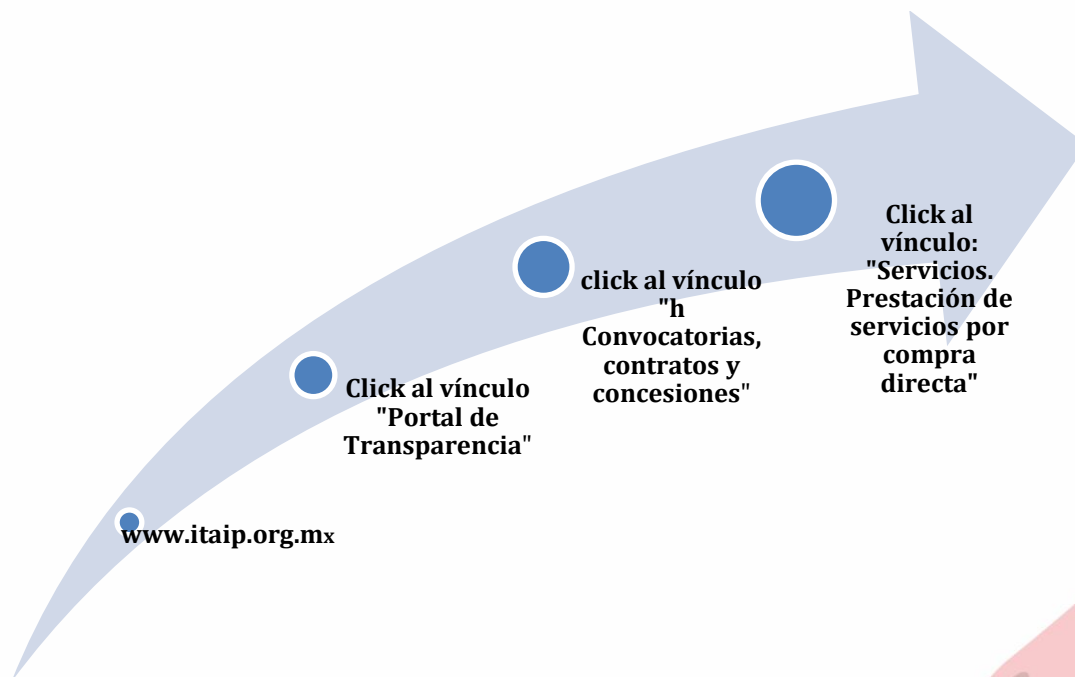 www.itaip.org.mx
Click al vínculo
"Portal de
Transparencia"
click al vínculo
"h
Convocatorias,
contratos y
concesiones"
Click al
vínculo:
"Servicios.
Prestación de
servicios por
compra
directa"